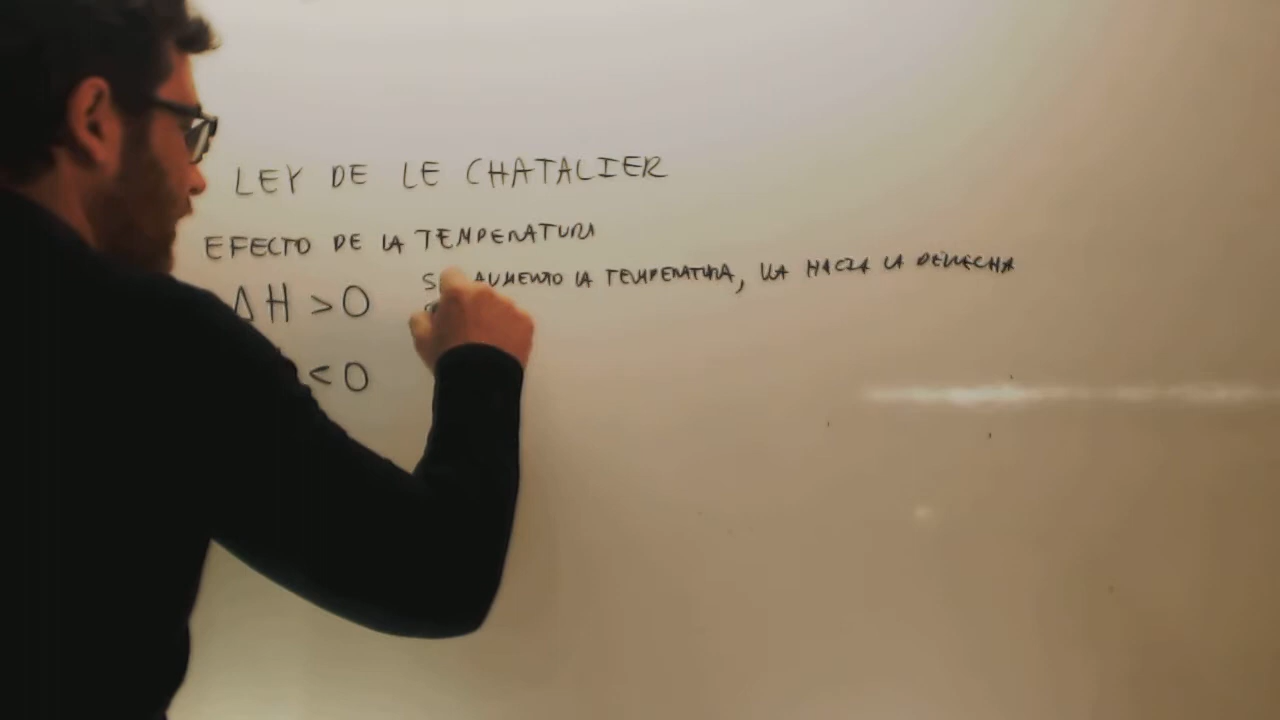 LEY DE LE CHATALIER
EFECTO DE LA TEMPERATURA
ΔH > 0
AUMENTO LA TEMPERATURA, VA HACIA LA DERECHA
< 0